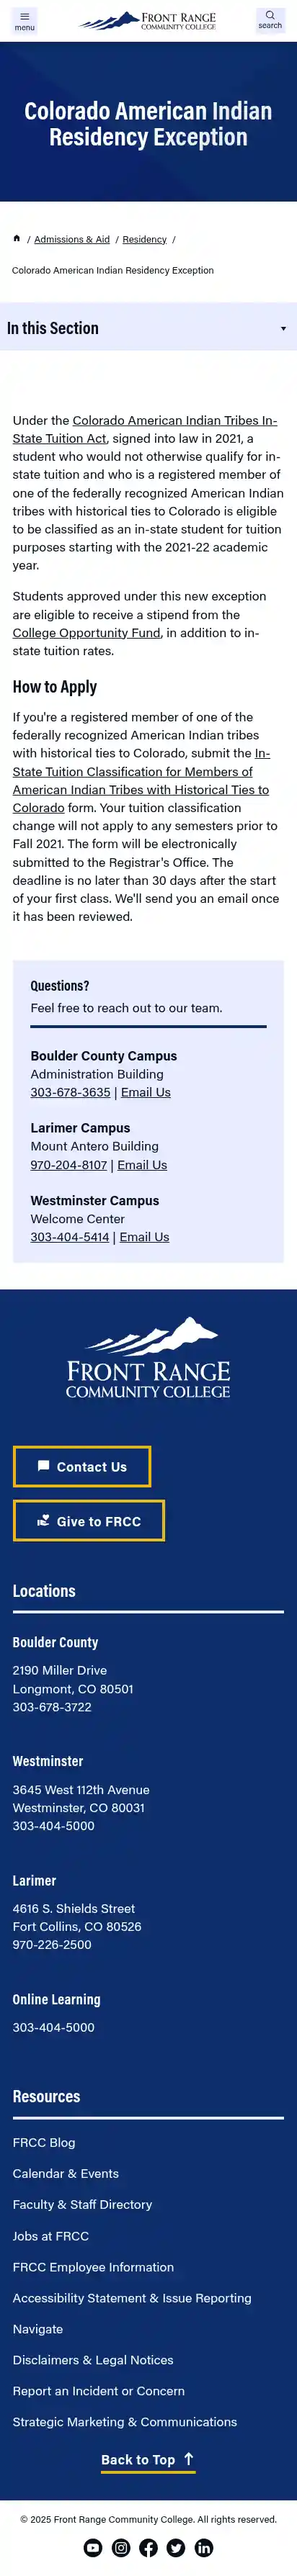 menu
FRONT RANGE
COMMUNITY COLLEGE
search
Colorado American Indian
Residency Exception
/ Admissions & Aid / Residency /
Colorado American Indian Residency Exception
In this Section
Under the Colorado American Indian Tribes In-
State Tuition Act, signed into law in 2021, a
student who would not otherwise qualify for in-
state tuition and who is a registered member of
one of the federally recognized American Indian
tribes with historical ties to Colorado is eligible
to be classified as an in-state student for tuition
purposes starting with the 2021-22 academic
year.
Students approved under this new exception
are eligible to receive a stipend from the
College Opportunity Fund, in addition to in-
state tuition rates.
How to Apply
If you're a registered member of one of the
federally recognized American Indian tribes
with historical ties to Colorado, submit the In-
State Tuition Classification for Members of
American Indian Tribes with Historical Ties to
Colorado form. Your tuition classification
change will not apply to any semesters prior to
Fall 2021. The form will be electronically
submitted to the Registrar's Office. The
deadline is no later than 30 days after the start
of your first class. We'll send you an email once
it has been reviewed.
Questions?
Feel free to reach out to our team.
Boulder County Campus
Administration Building
303-678-3635 | Email Us
Larimer Campus
Mount Antero Building
970-204-8107 | Email Us
Westminster Campus
Welcome Center
303-404-5414 | Email Us
FRONT RANGE
COMMUNITY COLLEGE
Contact Us
Give to FRCC
Locations
Boulder County
2190 Miller Drive
Longmont, CO 80501
303-678-3722
Westminster
3645 West 112th Avenue
Westminster, CO 80031
303-404-5000
Larimer
4616 S. Shields Street
Fort Collins, CO 80526
970-226-2500
Online Learning
303-404-5000
Resources
FRCC Blog
Calendar & Events
Faculty & Staff Directory
Jobs at FRCC
FRCC Employee Information
Accessibility Statement & Issue Reporting
Navigate
Disclaimers & Legal Notices
Report an Incident or Concern
Strategic Marketing & Communications
Back to Top ↑
© 2025 Front Range Community College. All rights reserved.